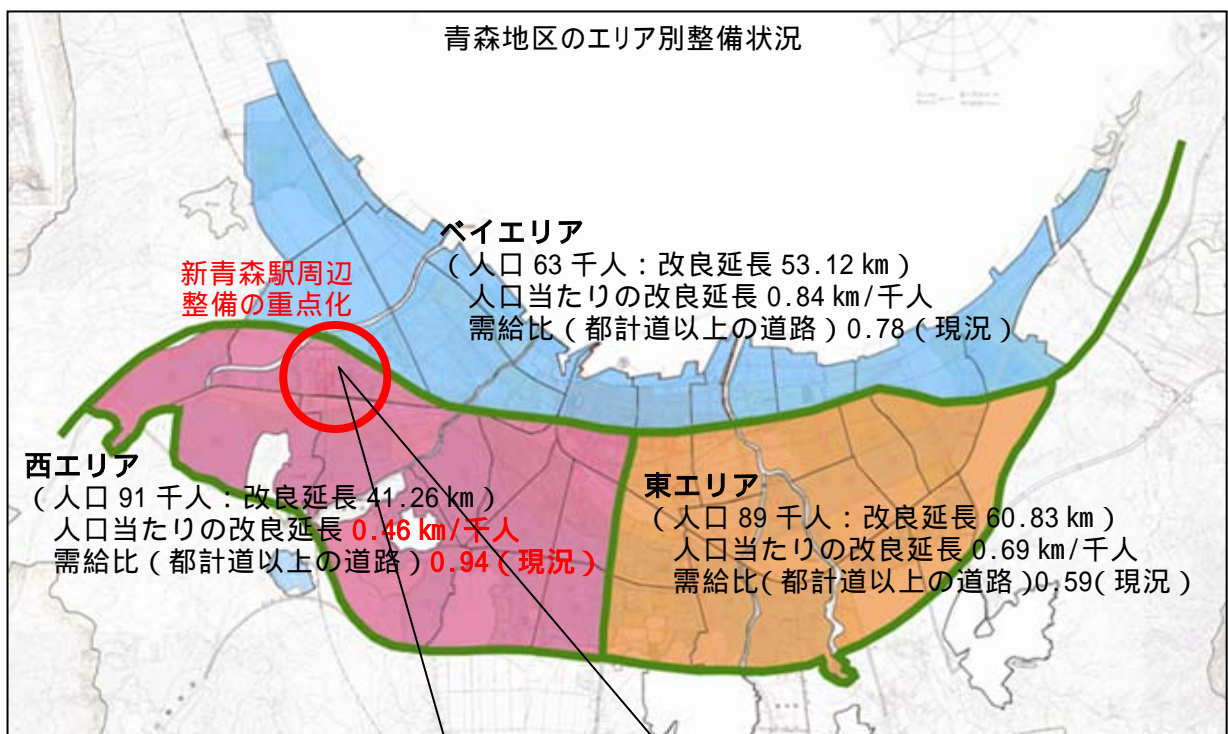 青森地区のエリア別整備状況
ベイエリア
(人口 63 千人：改良延長 53.12 km)
人口当たりの改良延長 0.84 km/千人
需給比(都計道以上の道路) 0.78 (現況)
新青森駅周辺
整備の重点化
西エリア
(人口 91 千人：改良延長 41.26 km)
人口当たりの改良延長 0.46 km/千人
需給比(都計道以上の道路) 0.94 (現況)
東エリア
(人口 89 千人：改良延長 60.83 km)
人口当たりの改良延長 0.69 km/千人
需給比(都計道以上の道路)0.59(現況)